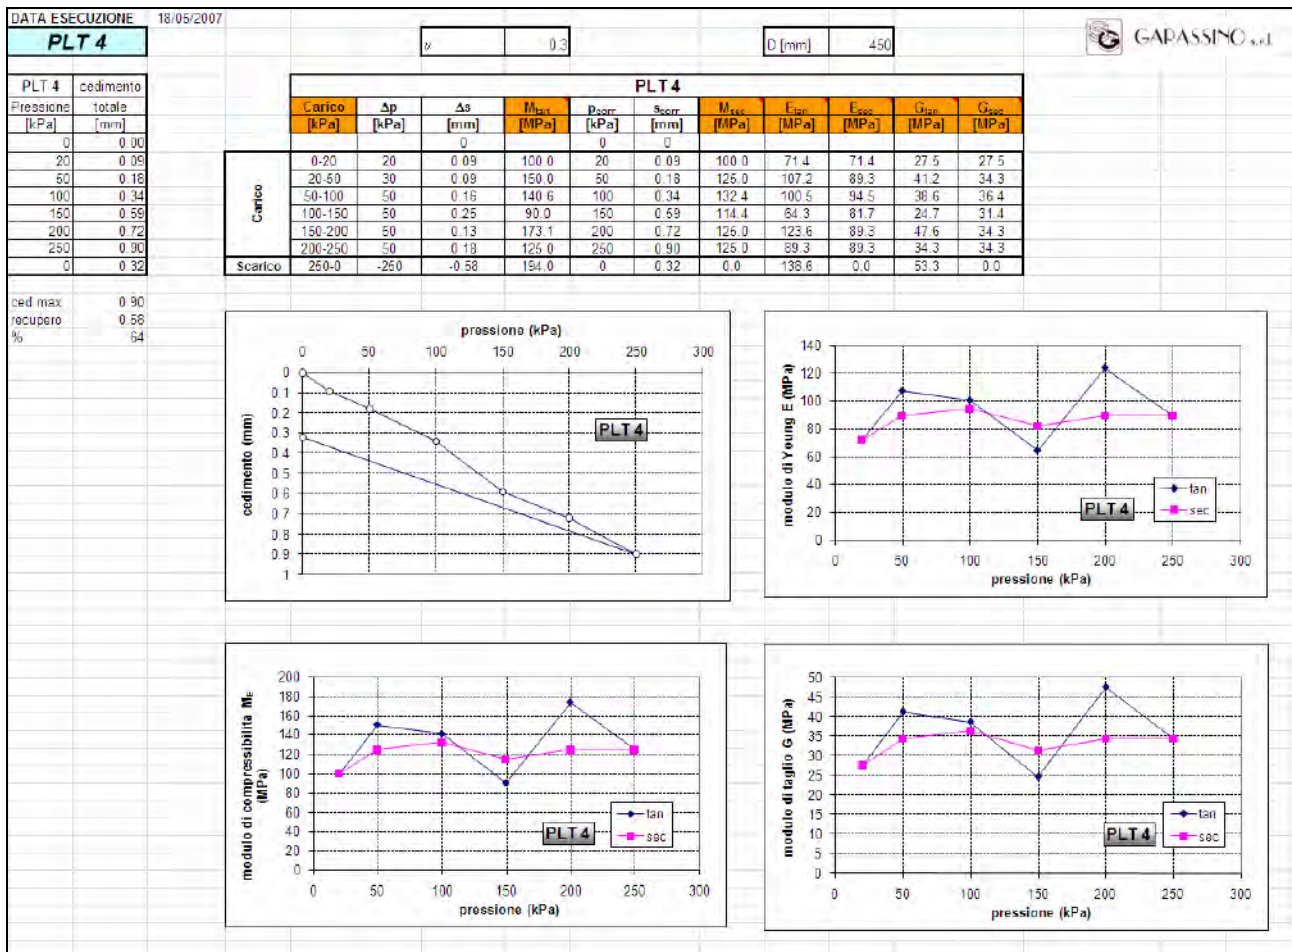 DATA ESECUZIONE 18/05/2007
PLT 4
ν 0.3 D [mm] 450
GARASSINO s.r.l.
PLT 4 cedimento
Pressione totale
[kPa] [mm]
0 0.00
20 0.09
50 0.18
100 0.34
150 0.59
200 0.72
250 0.90
0 0.32
ced max 0.90
recupero 0.58
% 64
PLT 4
Carico Δp Δs Mtan pcorr scorr Msec Etan Esec Gtan Gsec
[kPa] [kPa] [mm] [MPa] [kPa] [mm] [MPa] [MPa] [MPa] [MPa] [MPa]
0 0 0
Carico
0-20 20 0.09 100.0 20 0.09 100.0 71.4 71.4 27.5 27.5
20-50 30 0.09 150.0 50 0.18 125.0 107.2 89.3 41.2 34.3
50-100 50 0.16 140.6 100 0.34 132.4 100.5 94.5 38.6 36.4
100-150 50 0.25 90.0 150 0.59 114.4 64.3 81.7 24.7 31.4
150-200 50 0.13 173.1 200 0.72 125.0 123.6 89.3 47.6 34.3
200-250 50 0.18 125.0 250 0.90 125.0 89.3 89.3 34.3 34.3
Scarico 250-0 -250 -0.58 194.0 0 0.32 0.0 138.6 0.0 53.3 0.0
pressione (kPa)
0 50 100 150 200 250 300
0
0.1
0.2
0.3
0.4
0.5
0.6
0.7
0.8
0.9
1
cedimento (mm)
PLT 4
modulo di Young E (MPa)
140
120
100
80
60
40
20
0
0 50 100 150 200 250 300
pressione (kPa)
PLT 4
tan
sec
modulo di compressibilita ME
(MPa)
200
180
160
140
120
100
80
60
40
20
0
0 50 100 150 200 250 300
pressione (kPa)
PLT 4
tan
sec
modulo di taglio G (MPa)
50
45
40
35
30
25
20
15
10
5
0
0 50 100 150 200 250 300
pressione (kPa)
PLT 4
tan
sec